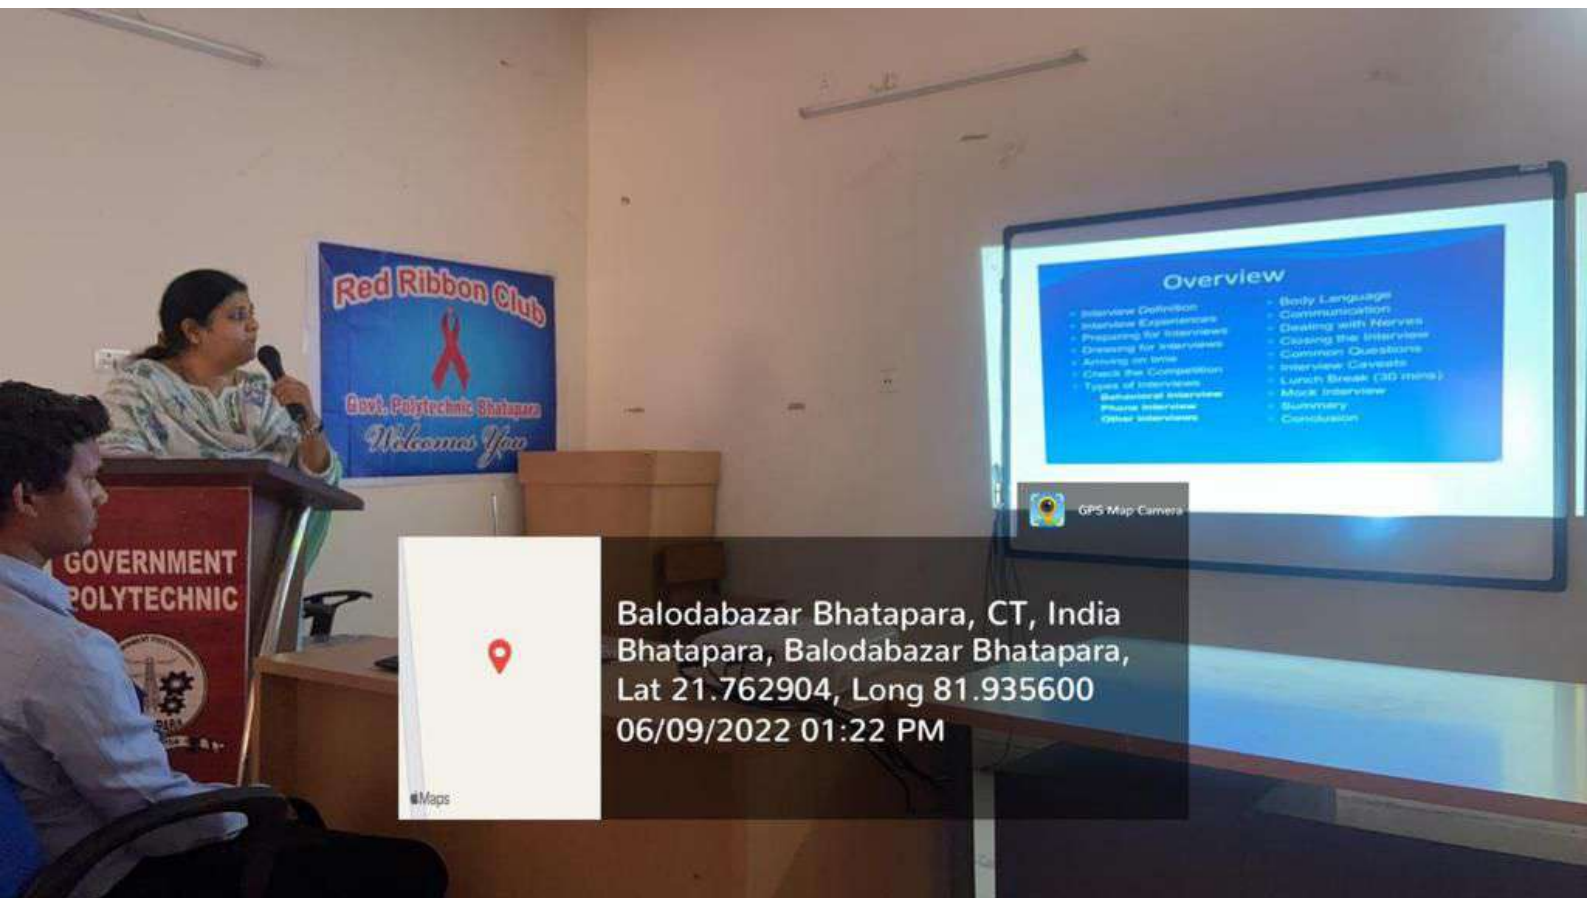 Red Ribbon Club
Govt. Polytechnic Bhatapara
Welcomes You
GOVERNMENT
POLYTECHNIC
Overview
Interview Definition
Interview Experiences
Preparing for Interviews
Dressing for Interviews
Arriving on time
Check the Competition
Types of Interviews
Behavioral Interview
Phone Interview
Other Interviews
Body Language
Communication
Dealing with Nerves
Closing the Interview
Common Questions
Interview Caveats
Lunch Break (30 mins.)
Mock Interview
Summary
Conclusion
GPS Map Camera
Balodabazar Bhatapara, CT, India
Bhatapara, Balodabazar Bhatapara,
Lat 21.762904, Long 81.935600
06/09/2022 01:22 PM
Maps